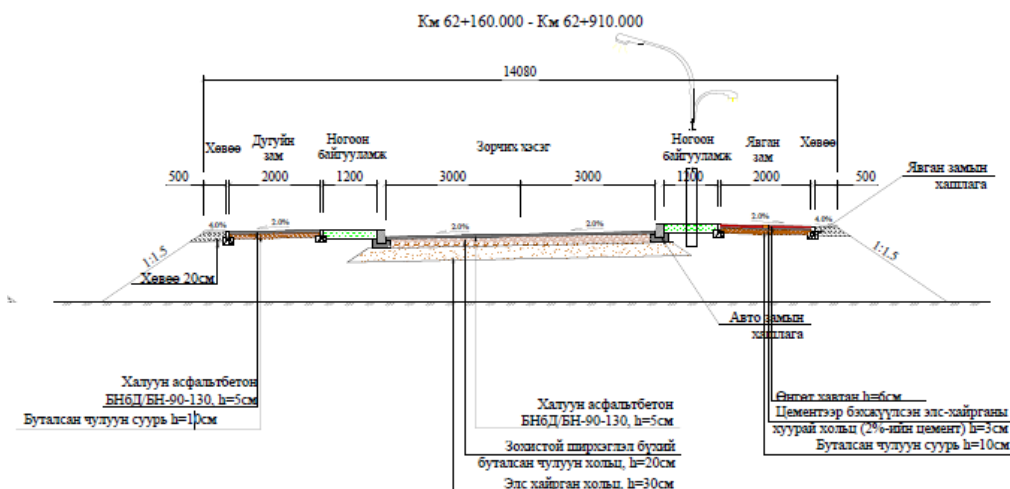 Км 62+160.000 - Км 62+910.000
14080
Хөвөө
Дугуйн
зам
Ногоон
байгууламж
Зорчих хэсэг
Ногоон
байгууламж
Явган
зам
Хөвөө
500
2000
1200
3000
3000
1200
2000
500
Явган замын
хашлага
4.0%
2.0%
2.0%
2.0%
2.0%
4.0%
1:1.5
1:1.5
Хөвөө 20см
Авто замын
хашлага
Халуун асфальтбетон
БНбД/БН-90-130, h=5см
Буталсан чулуун суурь h=10см
Халуун асфальтбетон
БНбД/БН-90-130, h=5см
Зохистой ширхэглэл бүхий
буталсан чулуун хольц, h=20см
Элс хайрган хольц, h=30см
Өнгөт хавтан h=6см
Цементээр бэхжүүлсэн элс-хайрганы
хуурай хольц (2%-ийн цемент) h=3см
Буталсан чулуун суурь h=10см